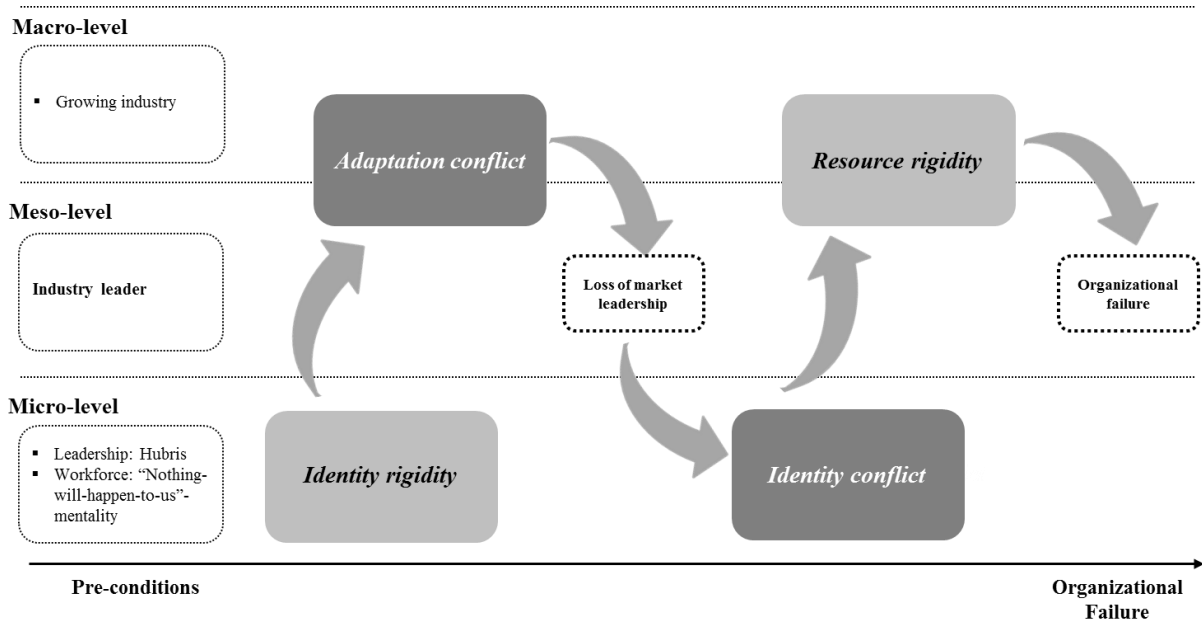 Macro-level
▪ Growing industry
Adaptation conflict
Resource rigidity
Meso-level
Industry leader
Loss of market
leadership
Organizational
failure
Micro-level
▪ Leadership: Hubris
▪ Workforce: “Nothing-
will-happen-to-us”-
mentality
Identity rigidity
Identity conflict
Pre-conditions
Organizational
Failure